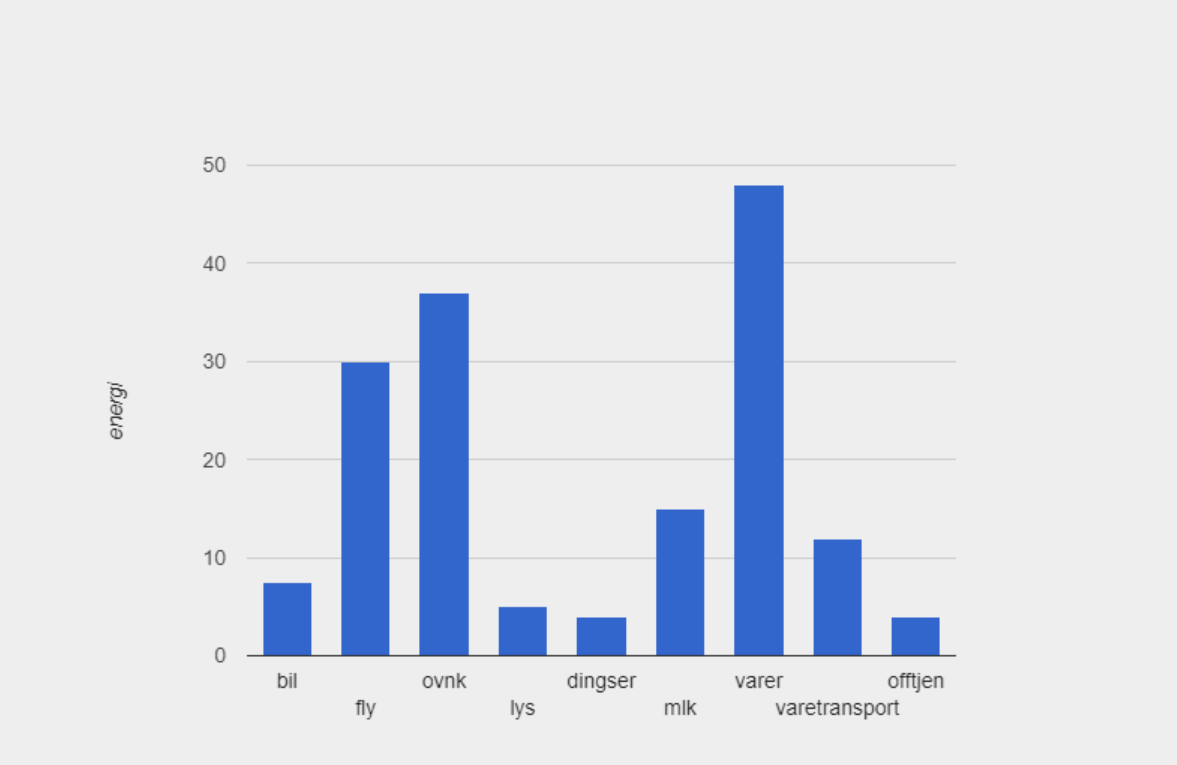 50
40
30
20
10
0
energi
bil
fly
ovnk
lys
dingser
mlk
varer
varetransport
offtjen